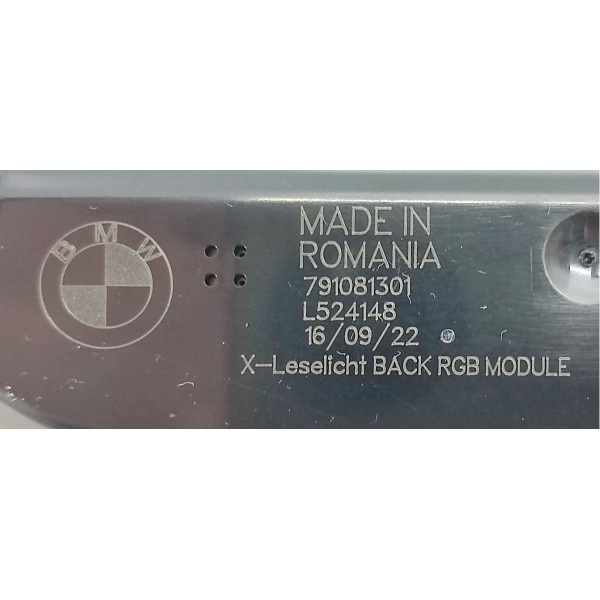 BMW
MADE IN
ROMANIA
791081301
L524148
16/09/22
X-Leselicht BACK RGB MODULE